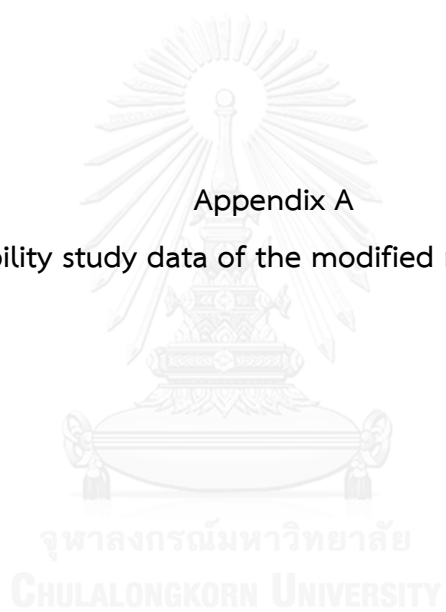 Appendix A
study data of the modified
จุฬาลงกรณ์มหาวิทยาลัย
CHULALONGKORN UNIVERSITY